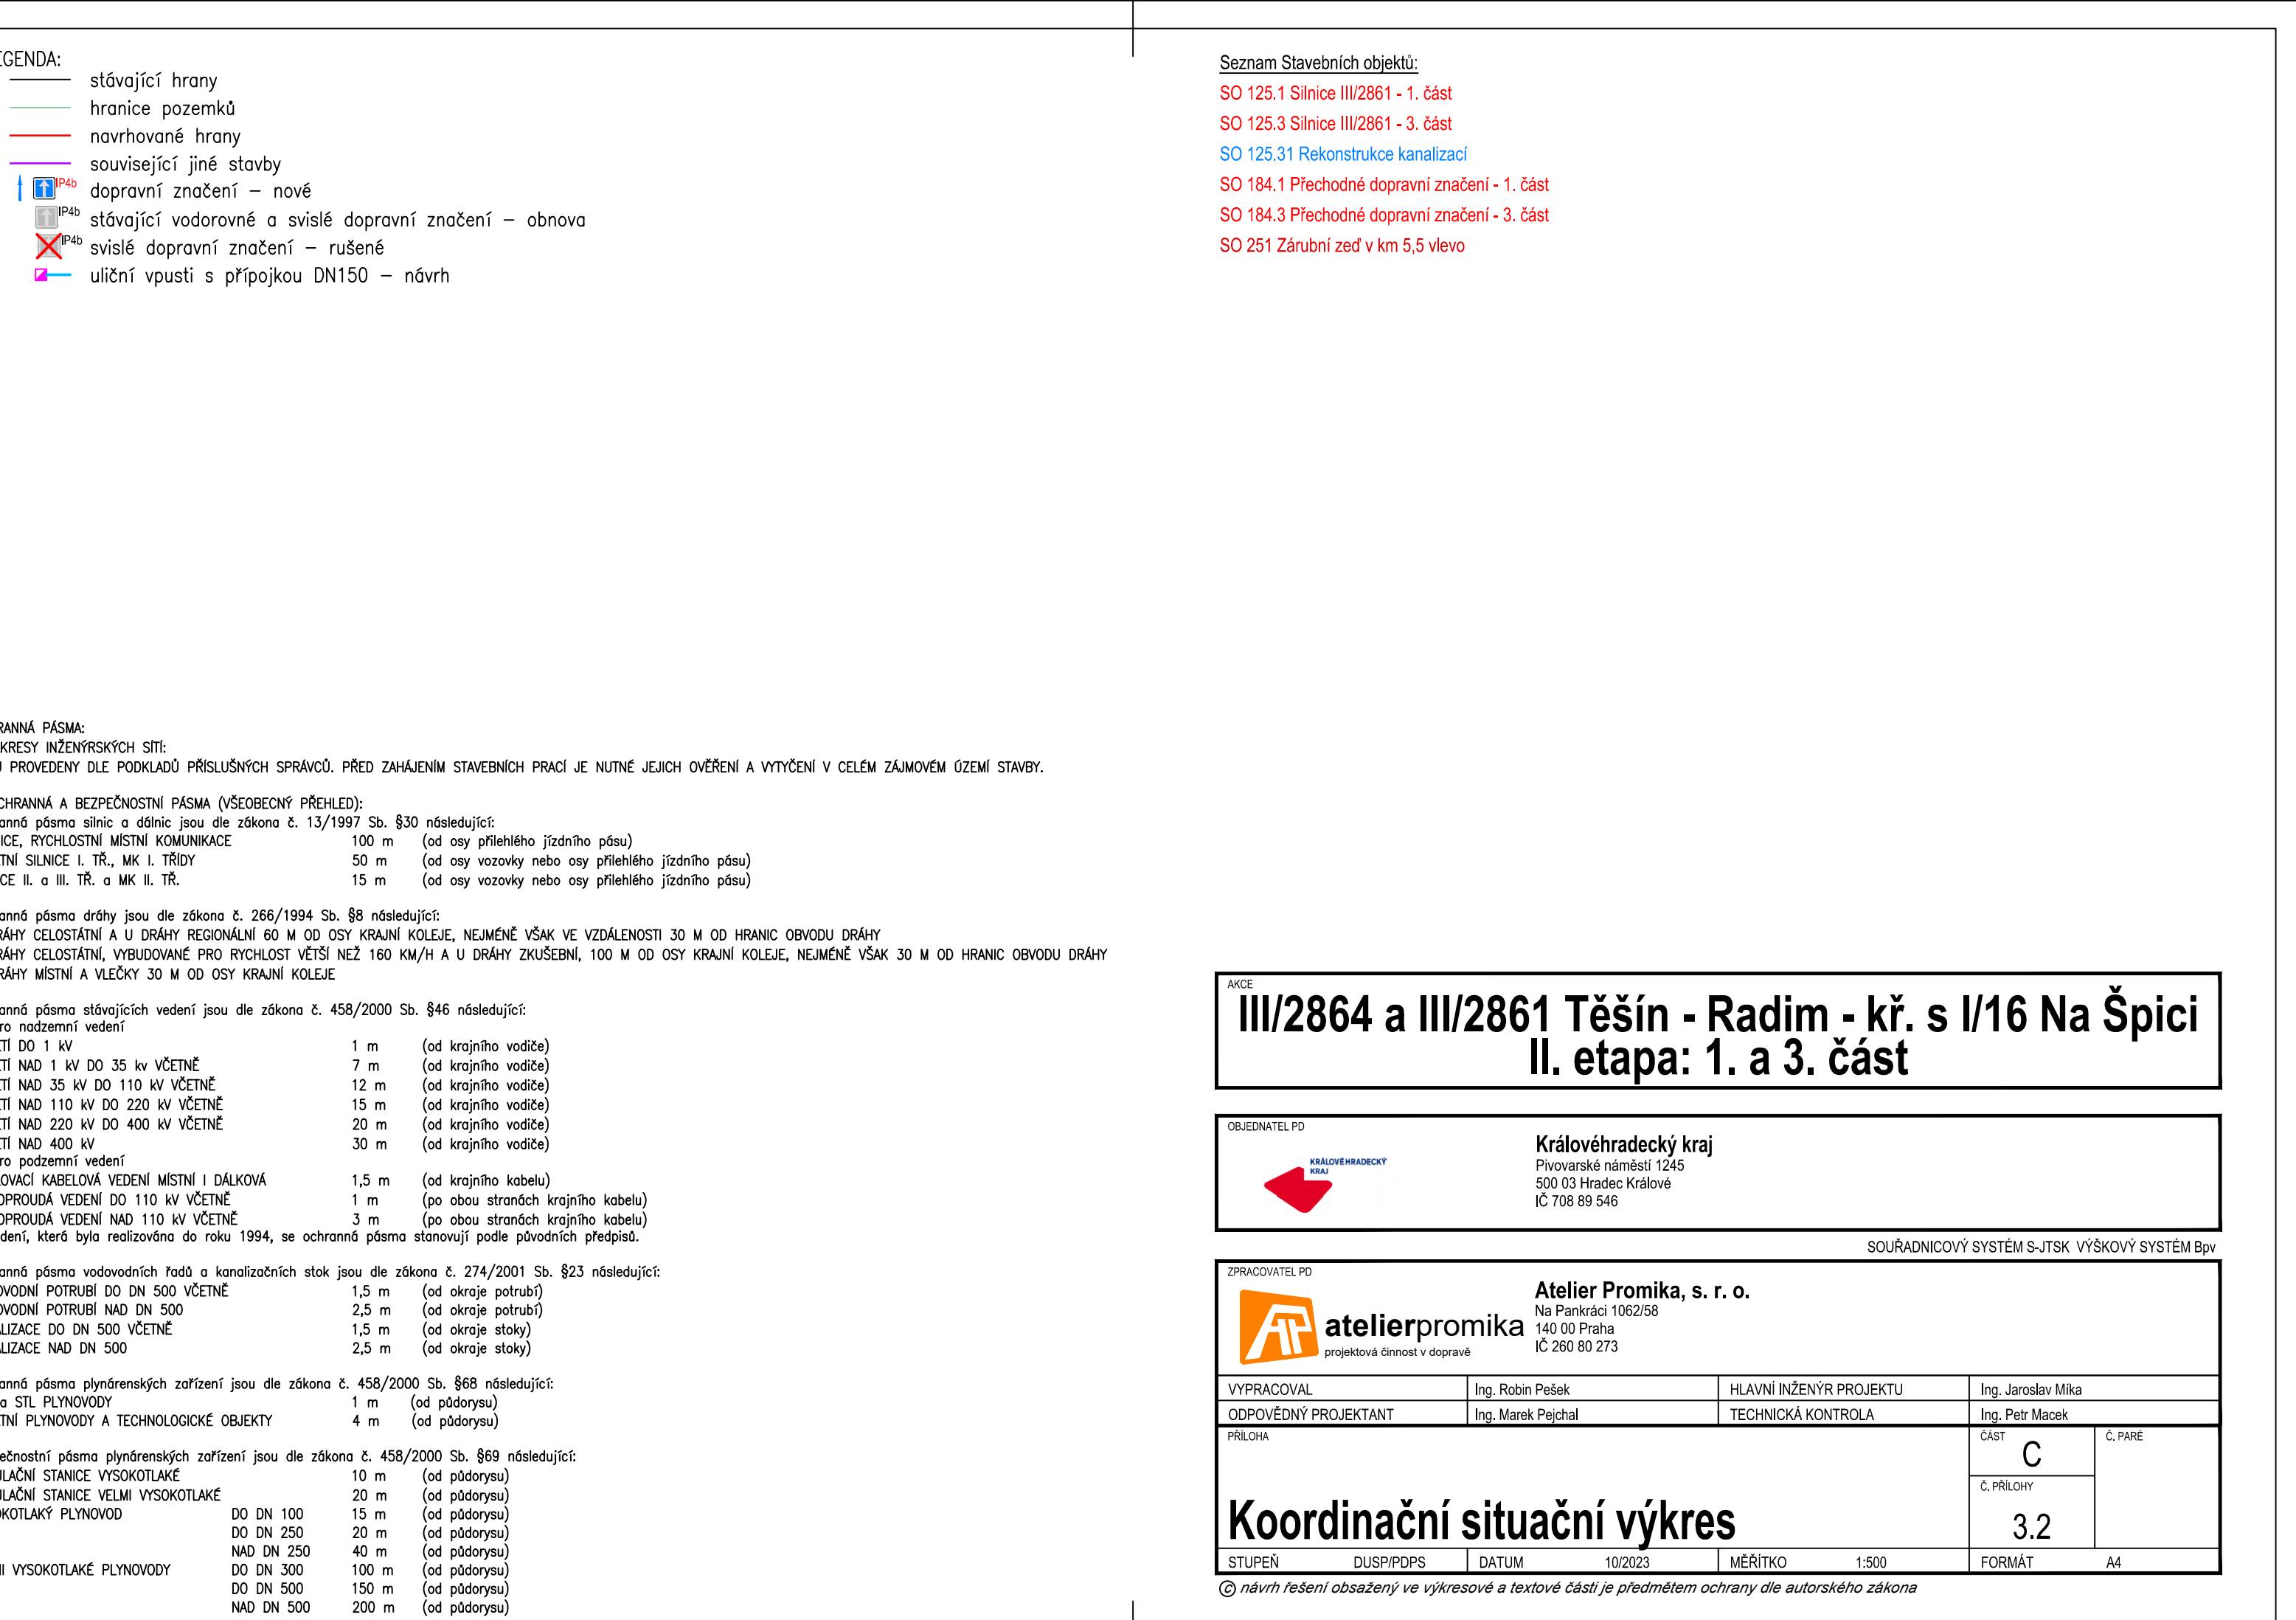 EGENDA:
stávající hrany
hranice pozemků
navrhované hrany
související jiné stavby
IP4b dopravní značení – nové
IP4b stávající vodorovné a svislé dopravní značení – obnova
IP4b svislé dopravní značení – rušené
uliční vpusti s přípojkou DN150 – návrh
RANNÁ PÁSMA:
KRESY INŽENÝRSKÝCH SÍTÍ:
PROVEDENY DLE PODKLADŮ PŘÍSLUŠNÝCH SPRÁVCŮ. PŘED ZAHÁJENÍM STAVEBNÍCH PRACÍ JE NUTNÉ JEJICH OVĚŘENÍ A VYTYČENÍ V CELÉM ZÁJMOVÉM ÚZEMÍ STAVBY.
CHRANNÁ A BEZPEČNOSTNÍ PÁSMA (VŠEOBECNÝ PŘEHLED):
anná pásma silnic a dálnic jsou dle zákona č. 13/1997 Sb. §30 následující:
ICE, RYCHLOSTNÍ MÍSTNÍ KOMUNIKACE 100 m (od osy přilehlého jízdního pásu)
TNÍ SILNICE I. TŘ., MK I. TŘÍDY 50 m (od osy vozovky nebo osy přilehlého jízdního pásu)
CE II. a III. TŘ. a MK II. TŘ. 15 m (od osy vozovky nebo osy přilehlého jízdního pásu)
anná pásma dráhy jsou dle zákona č. 266/1994 Sb. §8 následující:
RÁHY CELOSTÁTNÍ A U DRÁHY REGIONÁLNÍ 60 M OD OSY KRAJNÍ KOLEJE, NEJMÉNĚ VŠAK VE VZDÁLENOSTI 30 M OD HRANIC OBVODU DRÁHY
RÁHY CELOSTÁTNÍ, VYBUDOVANÉ PRO RYCHLOST VĚTŠÍ NEŽ 160 KM/H A U DRÁHY ZKUŠEBNÍ, 100 M OD OSY KRAJNÍ KOLEJE, NEJMÉNĚ VŠAK 30 M OD HRANIC OBVODU DRÁHY
RÁHY MÍSTNÍ A VLEČKY 30 M OD OSY KRAJNÍ KOLEJE
anná pásma stávajících vedení jsou dle zákona č. 458/2000 Sb. §46 následující:
ro nadzemní vedení
TÍ DO 1 kV 1 m (od krajního vodiče)
TÍ NAD 1 kV DO 35 kv VČETNĚ 7 m (od krajního vodiče)
TÍ NAD 35 kV DO 110 kV VČETNĚ 12 m (od krajního vodiče)
TÍ NAD 110 kV DO 220 kV VČETNĚ 15 m (od krajního vodiče)
TÍ NAD 220 kV DO 400 kV VČETNĚ 20 m (od krajního vodiče)
TÍ NAD 400 kV 30 m (od krajního vodiče)
ro podzemní vedení
LOVACÍ KABELOVÁ VEDENÍ MÍSTNÍ I DÁLKOVÁ 1,5 m (od krajního kabelu)
OPROUDÁ VEDENÍ DO 110 kV VČETNĚ 1 m (po obou stranách krajního kabelu)
OPROUDÁ VEDENÍ NAD 110 kV VČETNĚ 3 m (po obou stranách krajního kabelu)
dení, která byla realizována do roku 1994, se ochranná pásma stanovují podle původních předpisů.
anná pásma vodovodních řadů a kanalizačních stok jsou dle zákona č. 274/2001 Sb. §23 následující:
OVODNÍ POTRUBÍ DO DN 500 VČETNĚ 1,5 m (od okraje potrubí)
OVODNÍ POTRUBÍ NAD DN 500 2,5 m (od okraje potrubí)
ALIZACE DO DN 500 VČETNĚ 1,5 m (od okraje stoky)
ALIZACE NAD DN 500 2,5 m (od okraje stoky)
anná pásma plynárenských zařízení jsou dle zákona č. 458/2000 Sb. §68 následující:
a STL PLYNOVODY 1 m (od půdorysu)
TNÍ PLYNOVODY A TECHNOLOGICKÉ OBJEKTY 4 m (od půdorysu)
ečnostní pásma plynárenských zařízení jsou dle zákona č. 458/2000 Sb. §69 následující:
ULAČNÍ STANICE VYSOKOTLAKÉ 10 m (od půdorysu)
ULAČNÍ STANICE VELMI VYSOKOTLAKÉ 20 m (od půdorysu)
OKOTLAKÝ PLYNOVOD DO DN 100 15 m (od půdorysu)
DO DN 250 20 m (od půdorysu)
NAD DN 250 40 m (od půdorysu)
I VYSOKOTLAKÉ PLYNOVODY DO DN 300 100 m (od půdorysu)
DO DN 500 150 m (od půdorysu)
NAD DN 500 200 m (od půdorysu)
Seznam Stavebních objektů:
SO 125.1 Silnice III/2861 - 1. část
SO 125.3 Silnice III/2861 - 3. část
SO 125.31 Rekonstrukce kanalizací
SO 184.1 Přechodné dopravní značení - 1. část
SO 184.3 Přechodné dopravní značení - 3. část
SO 251 Zárubní zeď v km 5,5 vlevo
AKCE
III/2864 a III/2861 Těšín - Radim - kř. s I/16 Na Špici
II. etapa: 1. a 3. část
OBJEDNATEL PD
KRÁLOVÉHRADECKÝ
KRAJ
Královéhradecký kraj
Pivovarské náměstí 1245
500 03 Hradec Králové
IČ 708 89 546
SOUŘADNICOVÝ SYSTÉM S-JTSK VÝŠKOVÝ SYSTÉM Bpv
ZPRACOVATEL PD
atelierpromika
projektová činnost v dopravě
Atelier Promika, s. r. o.
Na Pankráci 1062/58
140 00 Praha
IČ 260 80 273
VYPRACOVAL Ing. Robin Pešek HLAVNÍ INŽENÝR PROJEKTU Ing. Jaroslav Míka
ODPOVĚDNÝ PROJEKTANT Ing. Marek Pejchal TECHNICKÁ KONTROLA Ing. Petr Macek
PŘÍLOHA
Koordinační situační výkres
ČÁST
C
Č. PARÉ
Č. PŘÍLOHY
3.2
STUPEŇ DUSP/PDPS DATUM 10/2023 MĚŘÍTKO 1:500 FORMÁT A4
© návrh řešení obsažený ve výkresové a textové části je předmětem ochrany dle autorského zákona